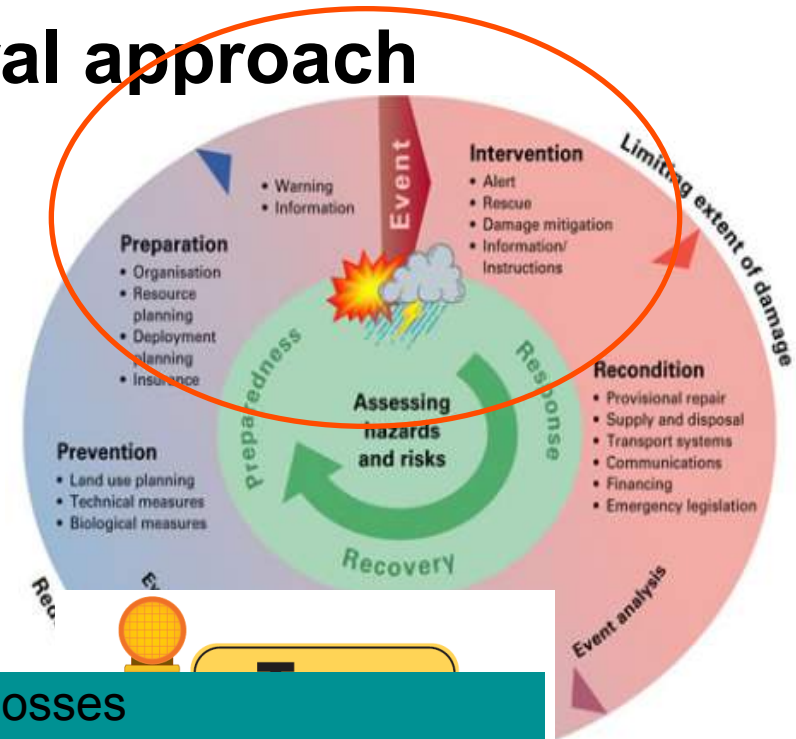 al approach
Event
• Warning
• Information
Preparation
• Organisation
• Resource
planning
• Deployment
planning
• Insurance
Prevention
• Land use planning
• Technical measures
• Biological measures
Intervention
• Alert
• Rescue
• Damage mitigation
• Information/
Instructions
Limiting extent of damage
Recondition
• Provisional repair
• Supply and disposal
• Transport systems
• Communications
• Financing
• Emergency legislation
Event analysis
Preparedness
Response
Recovery
Assessing
hazards
and risks
osses